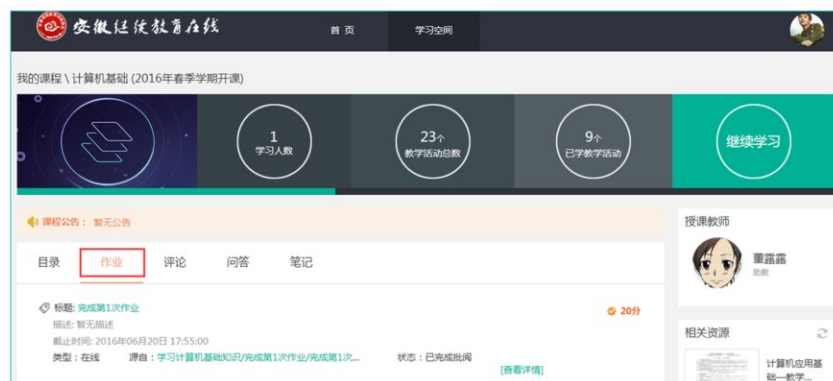 安徽继续教育在线
首 页
学习空间
我的课程 \ 计算机基础 (2016年春季学期开课)
1
学习人数
23个
教学活动总数
9个
已学教学活动
继续学习
课程公告： 暂无公告
目录
作业
评论
问答
笔记
标题: 完成第1次作业
20分
描述: 暂无描述
截止时间: 2016年06月20日 17:55:00
类型：在线 源自：学习计算机基础知识/完成第1次作业/完成第1次... 状态：已完成批阅
[查看详情]
授课教师
董露露
助教
相关资源
计算机应用基
础—教学...